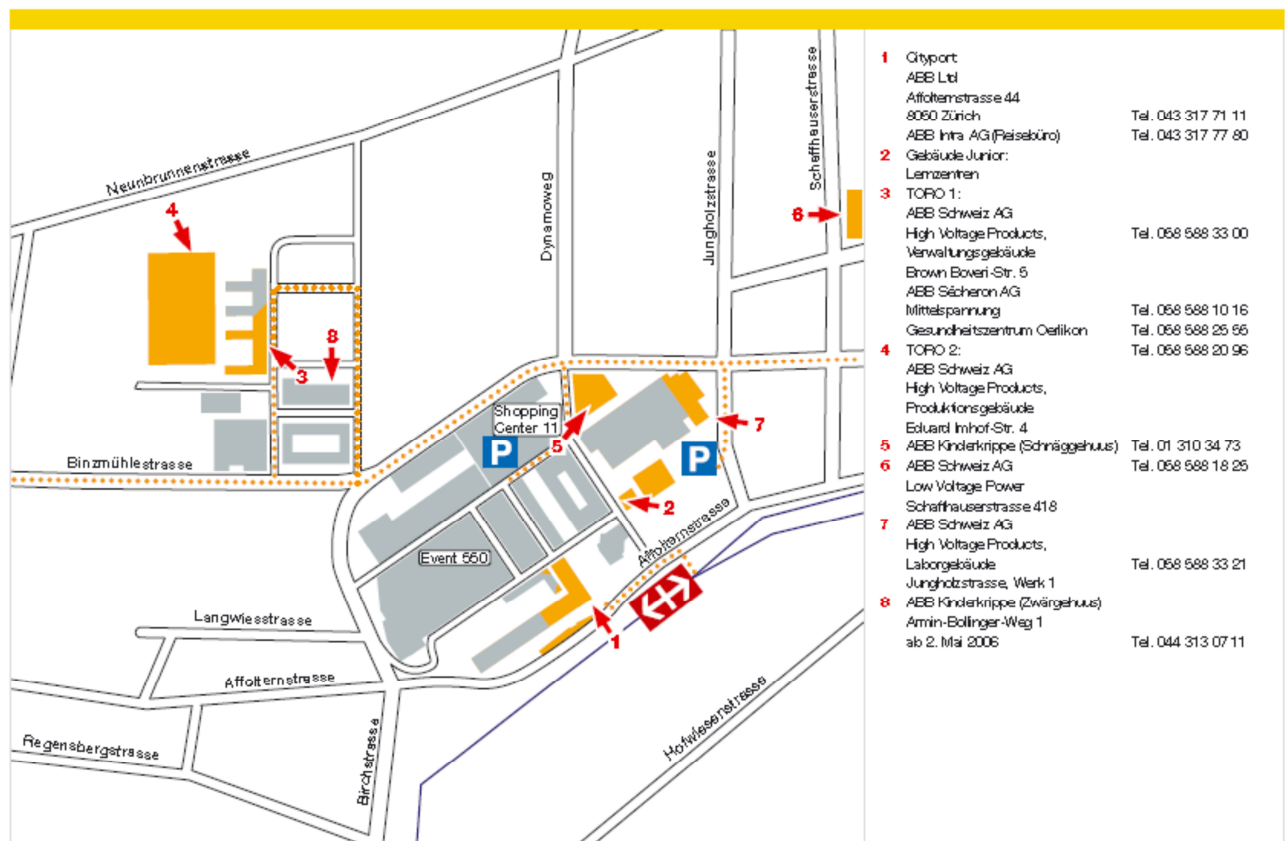 Neunbrunnenstrasse
Dynamoweg
Jungholzstrasse
Schaffhauserstrasse
4
6
8
3
Shopping
Center 11
P
5
7
P
Binzmühlestrasse
2
Affolternstrasse
Event 550
1
Langwiesstrasse
Affolternstrasse
Regensbergstrasse
Birchstrasse
Hofwiesenstrasse
1 Cityport
ABB Ltd
Affolternstrasse 44
8050 Zürich Tel. 043 317 71 11
ABB Intra AG (Reisebüro) Tel. 043 317 77 80
2 Gebäude Junior:
Lernzentren
3 TORO 1:
ABB Schweiz AG
High Voltage Products, Tel. 058 588 33 00
Verwaltungsgebäude
Brown Boveri-Str. 5
ABB Sécheron AG
Mittelspannung Tel. 058 588 10 16
Gesundheitszentrum Oerlikon Tel. 058 588 25 55
4 TORO 2: Tel. 058 588 20 96
ABB Schweiz AG
High Voltage Products,
Produktionsgebäude
Eduard Imhof-Str. 4
5 ABB Kinderkrippe (Schnäggehuus) Tel. 01 310 34 73
6 ABB Schweiz AG Tel. 058 588 18 25
Low Voltage Power
Schaffhauserstrasse 418
7 ABB Schweiz AG
High Voltage Products,
Laborgebäude Tel. 058 588 33 21
Jungholzstrasse, Werk 1
8 ABB Kinderkrippe (Zwärgehuus)
Armin-Bollinger-Weg 1
ab 2. Mai 2006 Tel. 044 313 07 11